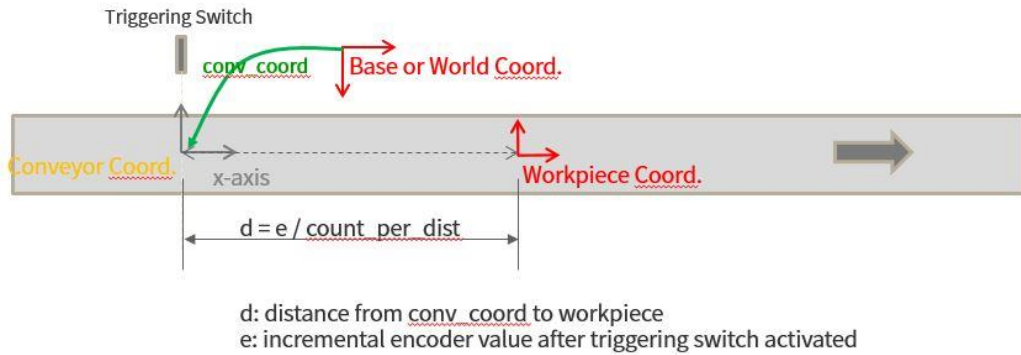 Triggering Switch
conv_coord
Base or World Coord.
Conveyor Coord.
x-axis
Workpiece Coord.
d = e / count_per_dist
d: distance from conv_coord to workpiece
e: incremental encoder value after triggering switch activated